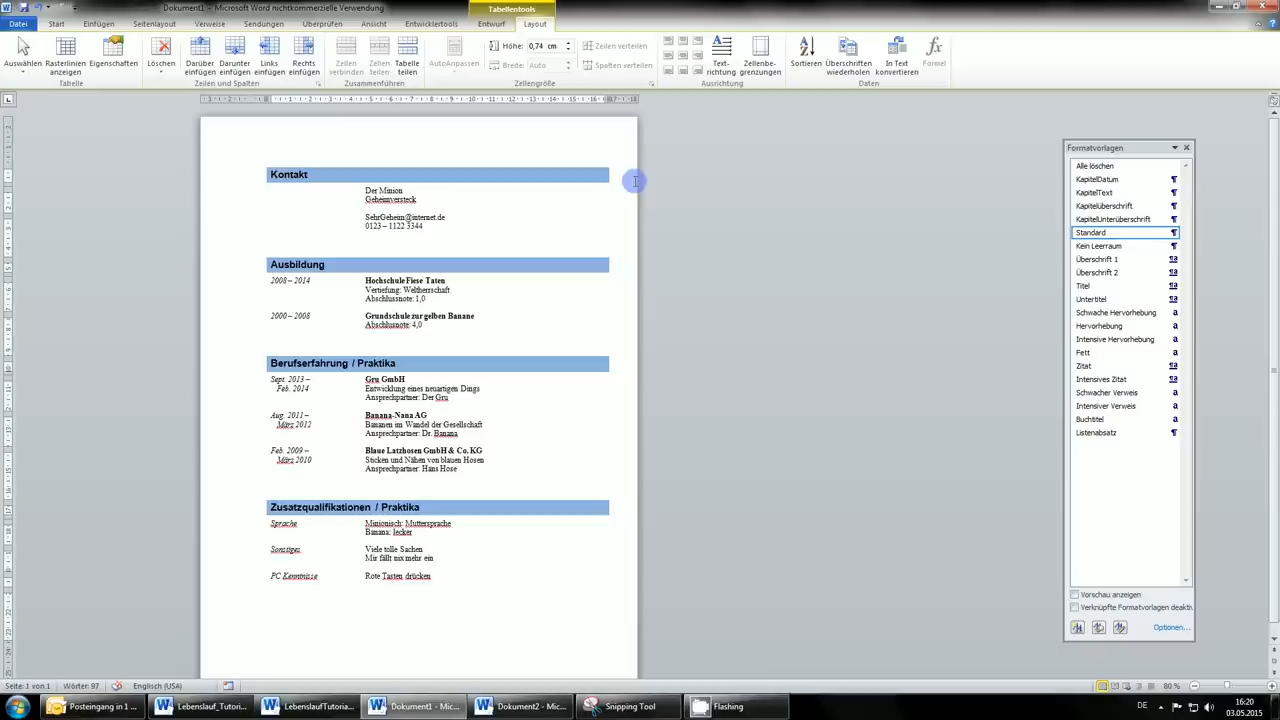 Dokument1 - Microsoft Word nichtkommerzielle Verwendung
Tabellentools
Datei Start Einfügen Seitenlayout Verweise Sendungen Überprüfen Ansicht Entwicklertools Entwurf Layout
Auswählen
Rasterlinien anzeigen
Eigenschaften
Löschen
Darüber einfügen
Darunter einfügen
Links einfügen
Rechts einfügen
Zellen verbinden
Zellen teilen
Tabelle teilen
AutoAnpassen
Höhe: 0,74 cm
Breite: Auto
Zeilen verteilen
Spalten verteilen
Text-richtung
Zellenbe-grenzungen
Sortieren
Überschriften wiederholen
In Text konvertieren
Formel
Tabelle
Zeilen und Spalten
Zusammenführen
Zellengröße
Ausrichtung
Daten
Kontakt
Der Minion
Geheimversteck
SehrGeheim@internet.de
0123 – 1122 3344
Ausbildung
2008 – 2014 Hochschule Fiese Taten
Vertiefung: Weltherrschaft
Abschlussnote: 1,0
2000 – 2008 Grundschule zur gelben Banane
Abschlusnote: 4,0
Berufserfahrung / Praktika
Sept. 2013 – Gru GmbH
Feb. 2014 Entwicklung eines neuartigen Dings
Ansprechpartner: Der Gru
Aug. 2011 – Banana-Nana AG
März 2012 Bananen im Wandel der Gesellschaft
Ansprechpartner: Dr. Banana
Feb. 2009 – Blaue Latzhosen GmbH & Co. KG
März 2010 Sticken und Nähen von blauen Hosen
Ansprechpartner: Hans Hose
Zusatzqualifikationen / Praktika
Sprache Minionisch: Muttersprache
Banana: lecker
Sonstiges Viele tolle Sachen
Mir fällt nix mehr ein
PC Kenntnisse Rote Tasten drücken
Formatvorlagen
Alle löschen
KapitelDatum
KapitelText
Kapitelüberschrift
KapitelUnterüberschrift
Standard
Kein Leerraum
Überschrift 1
Überschrift 2
Titel
Untertitel
Schwache Hervorhebung
Hervorhebung
Intensive Hervorhebung
Fett
Zitat
Intensives Zitat
Schwacher Verweis
Intensiver Verweis
Buchtitel
Listenabsatz
Vorschau anzeigen
Verknüpfte Formatvorlagen deaktiv
Optionen...
Seite: 1 von 1 Wörter: 97 Englisch (USA) 80 %
Posteingang in 1 ... Lebenslauf_Tutori... LebenslaufTutoria... Dokument1 - Mic... Dokument2 - Mic... Snipping Tool Flashing DE 16:20
03.05.2015